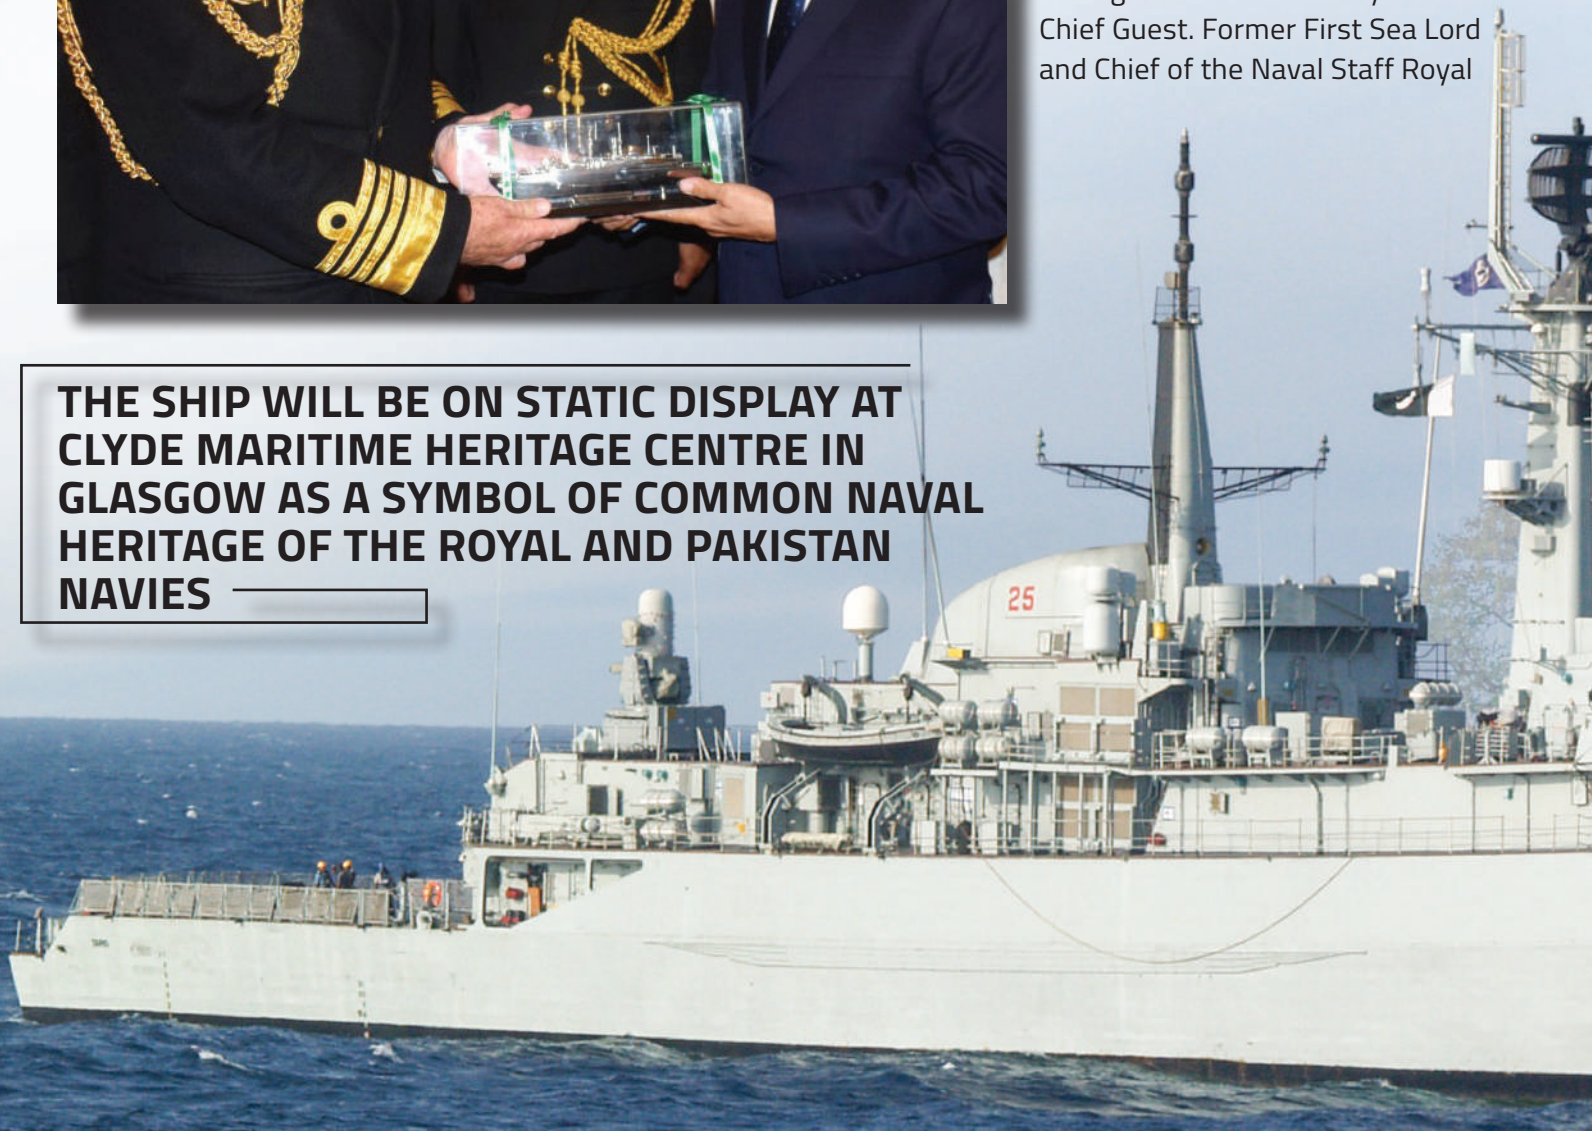 Chief Guest. Former First Sea Lord
and Chief of the Naval Staff Royal
THE SHIP WILL BE ON STATIC DISPLAY AT
CLYDE MARITIME HERITAGE CENTRE IN
GLASGOW AS A SYMBOL OF COMMON NAVAL
HERITAGE OF THE ROYAL AND PAKISTAN
NAVIES
25